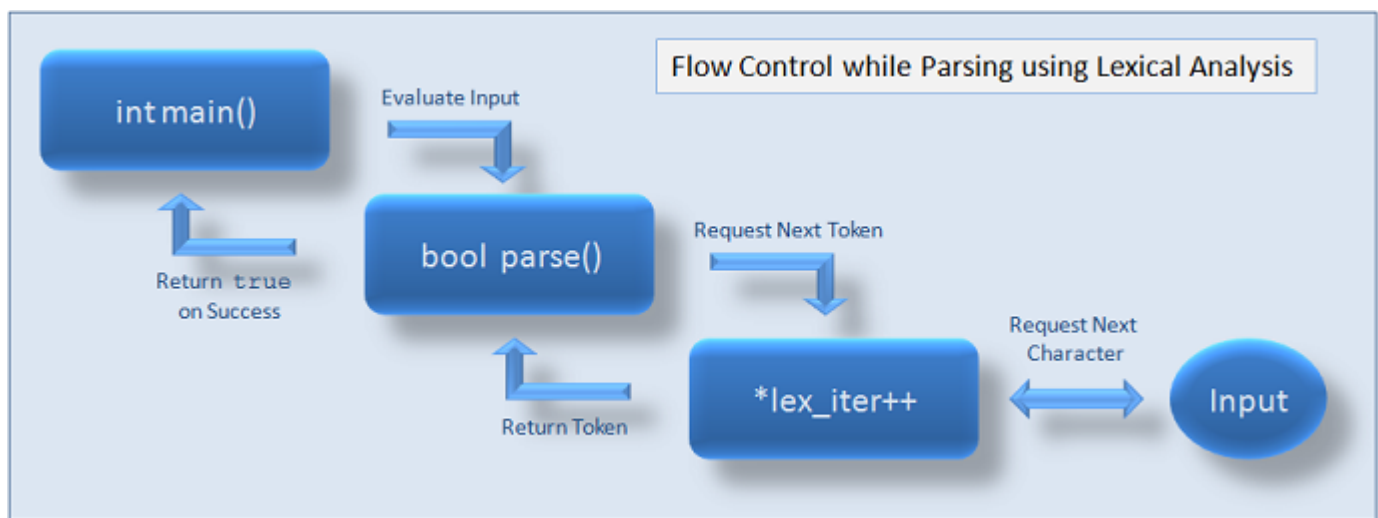 Flow Control while Parsing using Lexical Analysis
int main()
Evaluate Input
Return true
on Success
bool parse()
Request Next Token
Return Token
*lex_iter++
Request Next
Character
Input